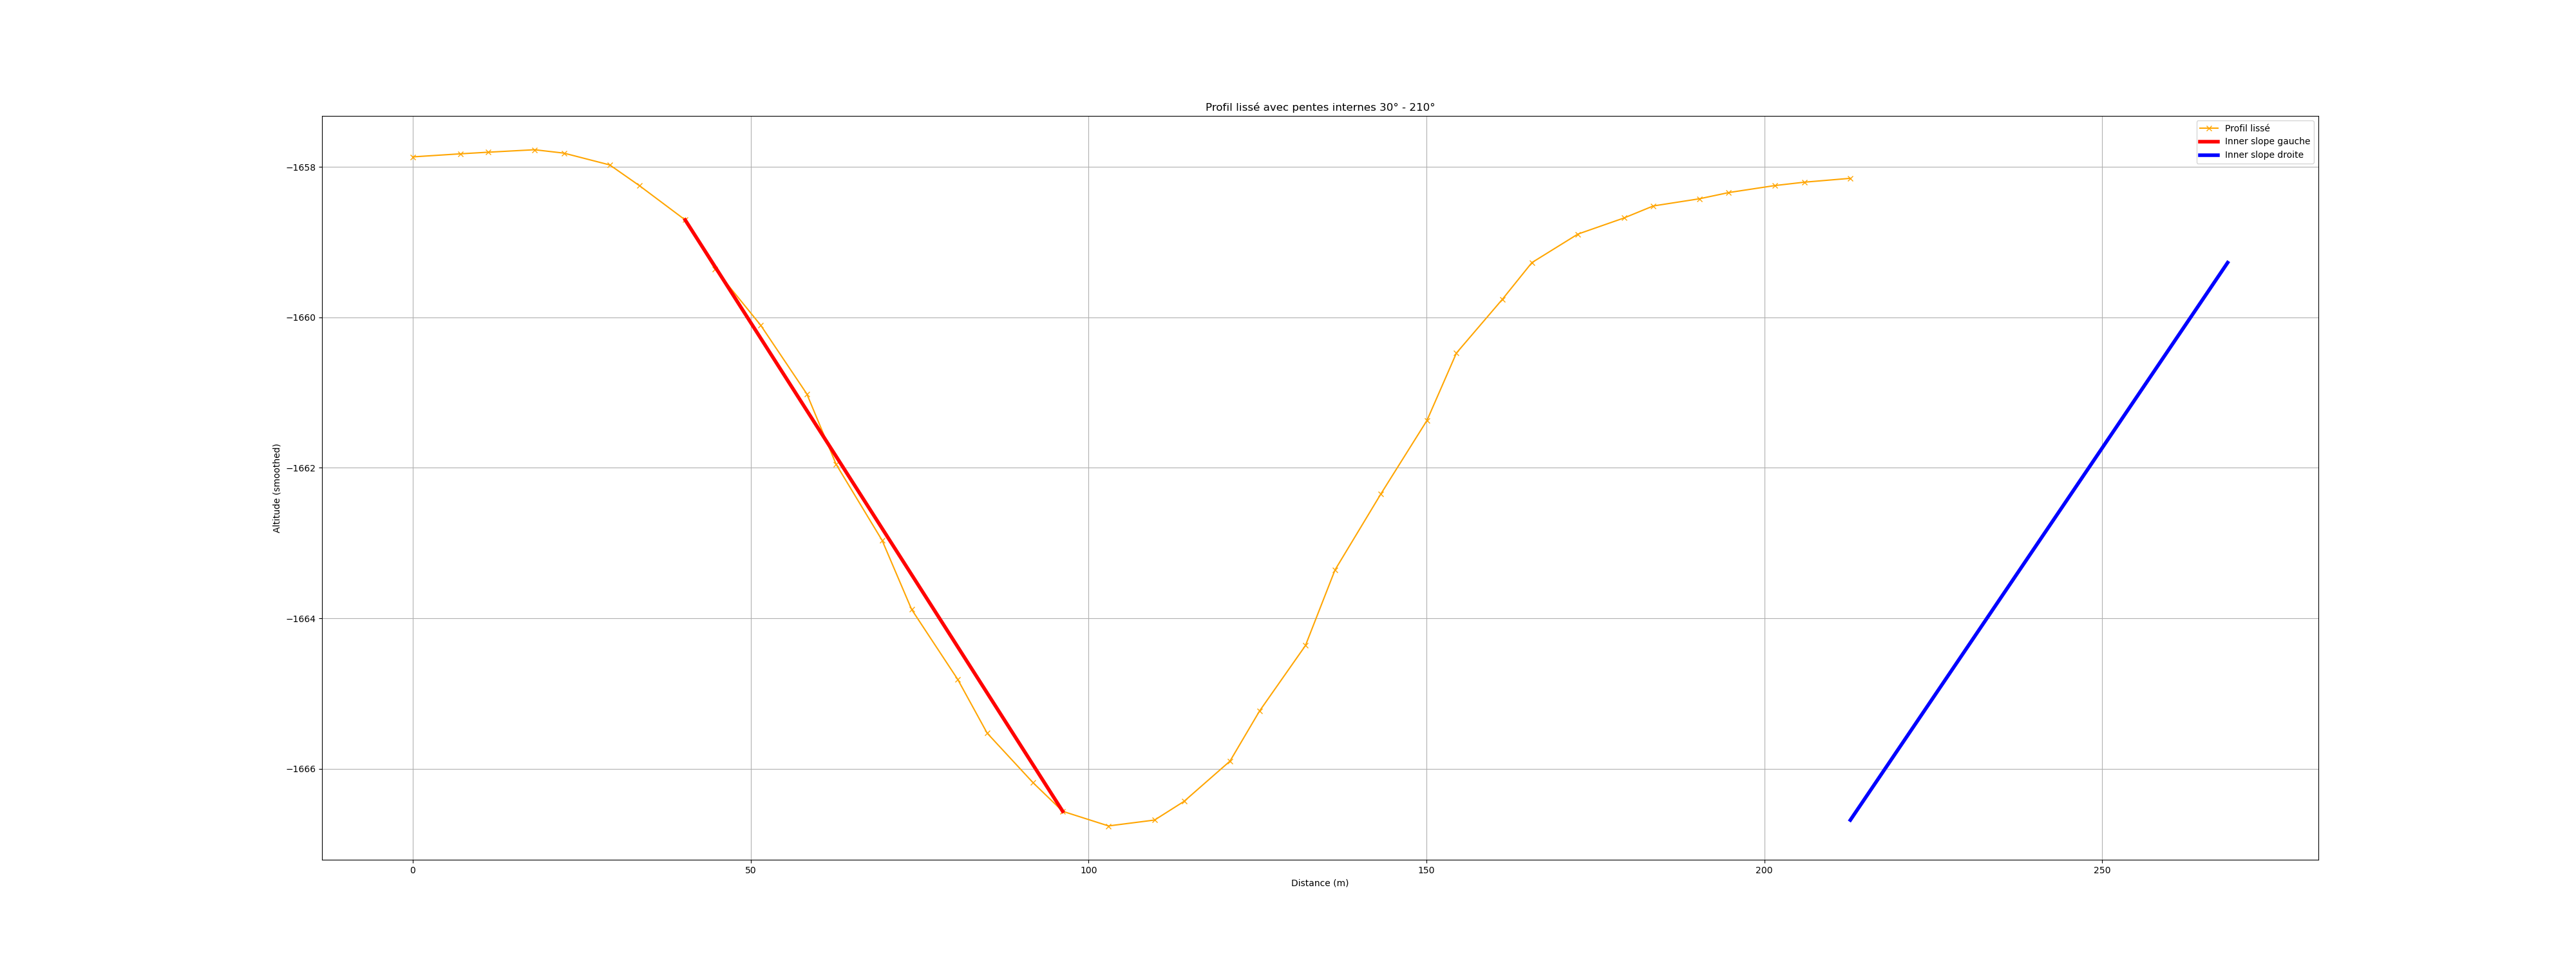 Profil lissé avec pentes internes 30° - 210°
Profil lissé
Inner slope gauche
Inner slope droite
−1658
−1660
−1662
−1664
−1666
Altitude (smoothed)
0
50
100
150
200
250
Distance (m)